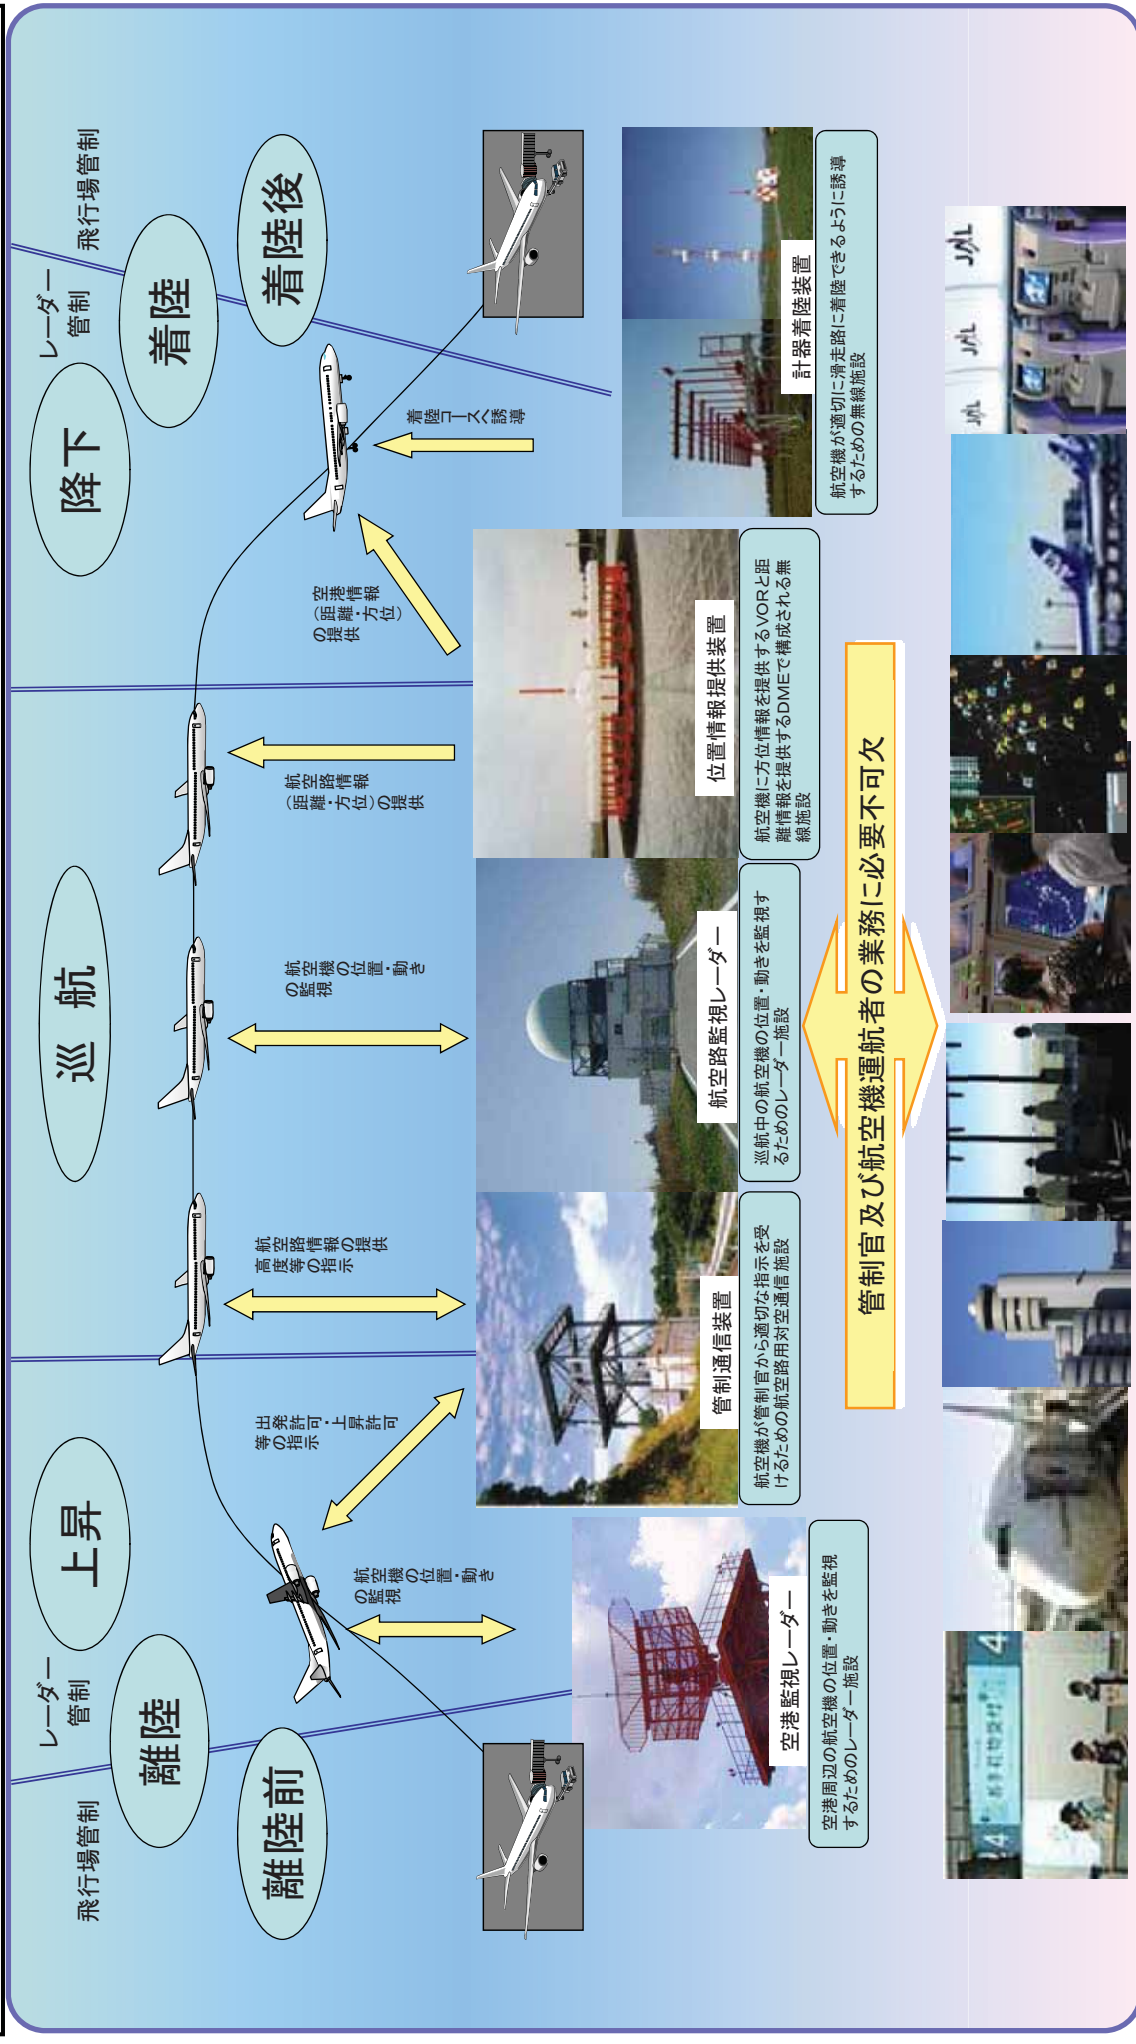 飛行場管制
レーダー
管制
レーダー
管制
飛行場管制
離陸前
離陸
上昇
巡 航
降下
着陸
着陸後
航空機の位置・動き
の監視
出発許可・上昇許可
等の指示
航空路情報の提供
高度等の指示
航空機の位置・動き
の監視
航空路情報
（距離・方位）の提供
空港情報
（距離・方位）
の提供
着陸コースへ誘導
空港監視レーダー
空港周辺の航空機の位置・動きを監視
するためのレーダー施設
管制通信装置
航空機が管制官から適切な指示を受
けるための航空路用対空通信施設
航空路監視レーダー
巡航中の航空機の位置・動きを監視す
るためのレーダー施設
位置情報提供装置
航空機に方位情報を提供するVORと距
離情報を提供するDMEで構成される無
線施設
計器着陸装置
航空機が適切に滑走路に着陸できるように誘導
するための無線施設
管制官及び航空機運航者の業務に必要不可欠
4
4
JAL
JAL
JAL